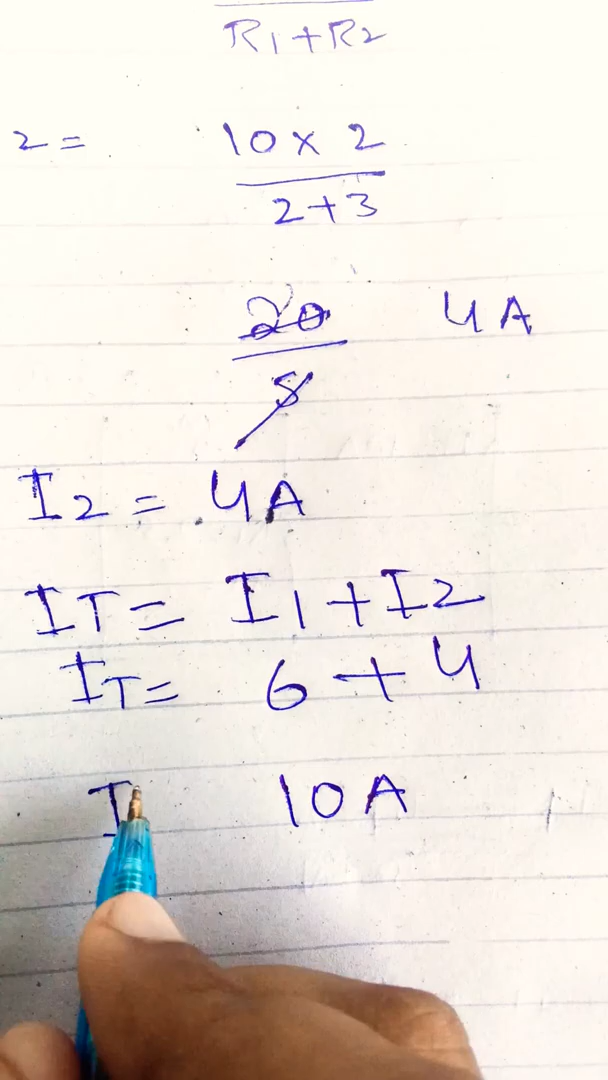 R1+R2
2 = 10 x 2
2+3
20 4A
5
I2 = 4A
IT = I1 + I2
IT = 6 + 4
I 10A